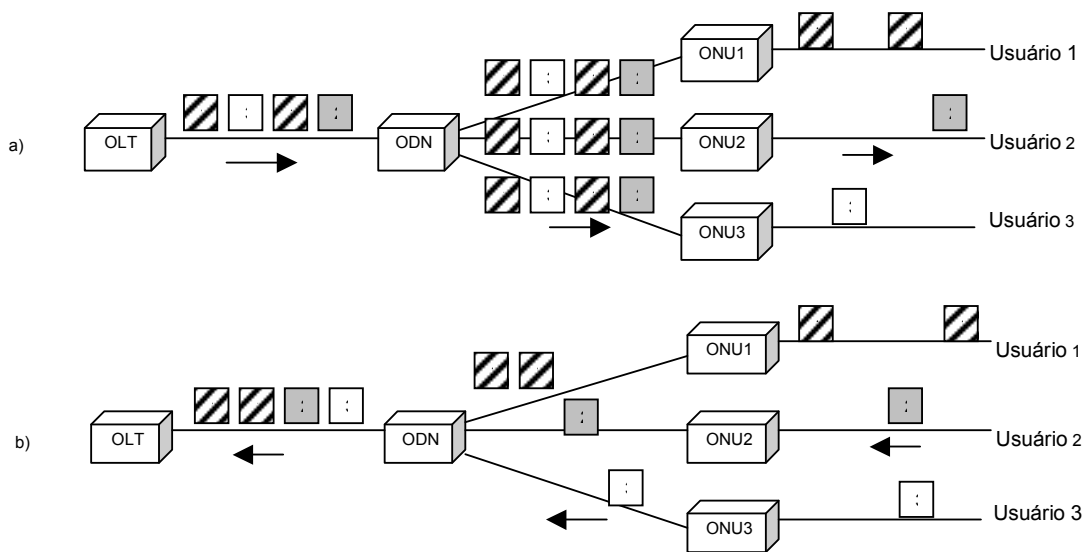 ONU1
Usuário 1
a)
OLT
ODN
ONU2
Usuário 2
ONU3
Usuário 3
ONU1
Usuário 1
b)
OLT
ODN
ONU2
Usuário 2
ONU3
Usuário 3